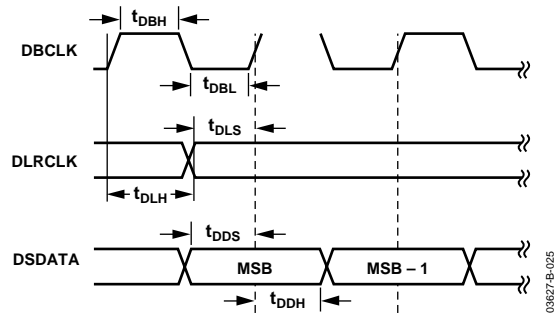 tDBH
DBCLK
tDBL
tDLS
DLRCLK
tDLH
tDDS
DSDATA
MSB
MSB – 1
tDDH
03627-B-025